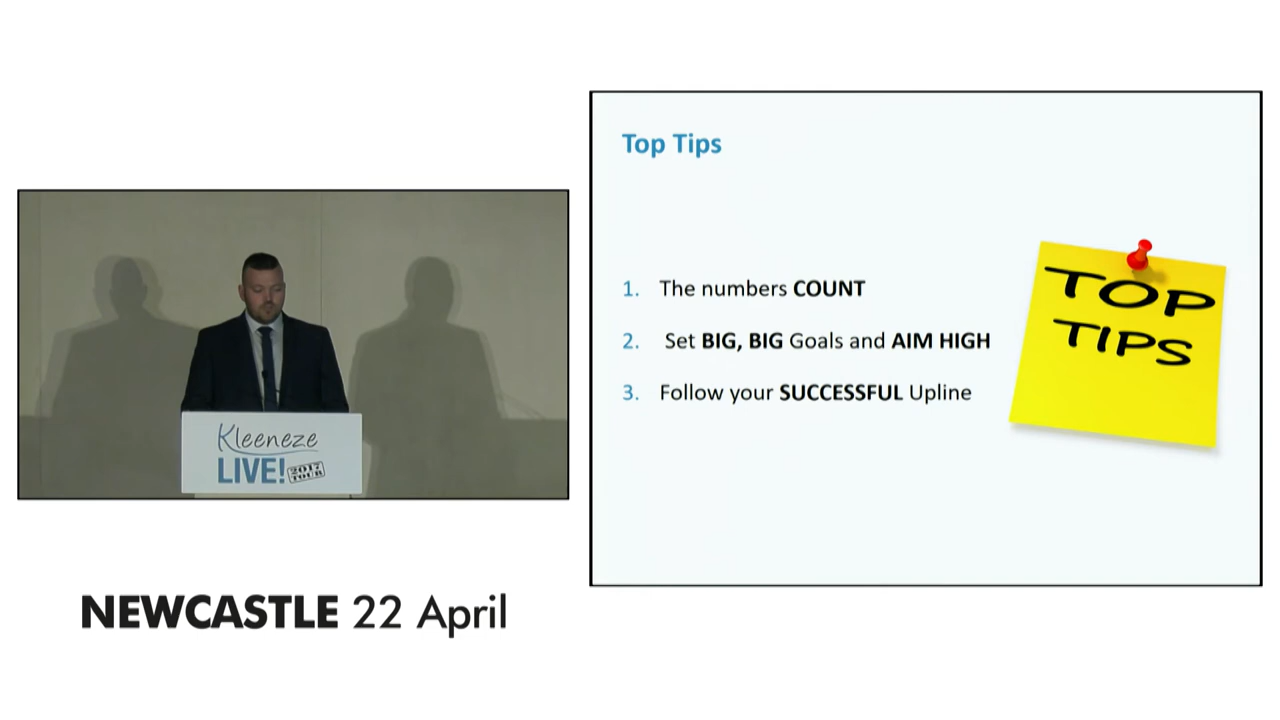 Top Tips
1. The numbers COUNT
2. Set BIG, BIG Goals and AIM HIGH
3. Follow your SUCCESSFUL Upline
TOP
TIPS
Kleeneze
LIVE! 2017
TOUR
NEWCASTLE 22 April